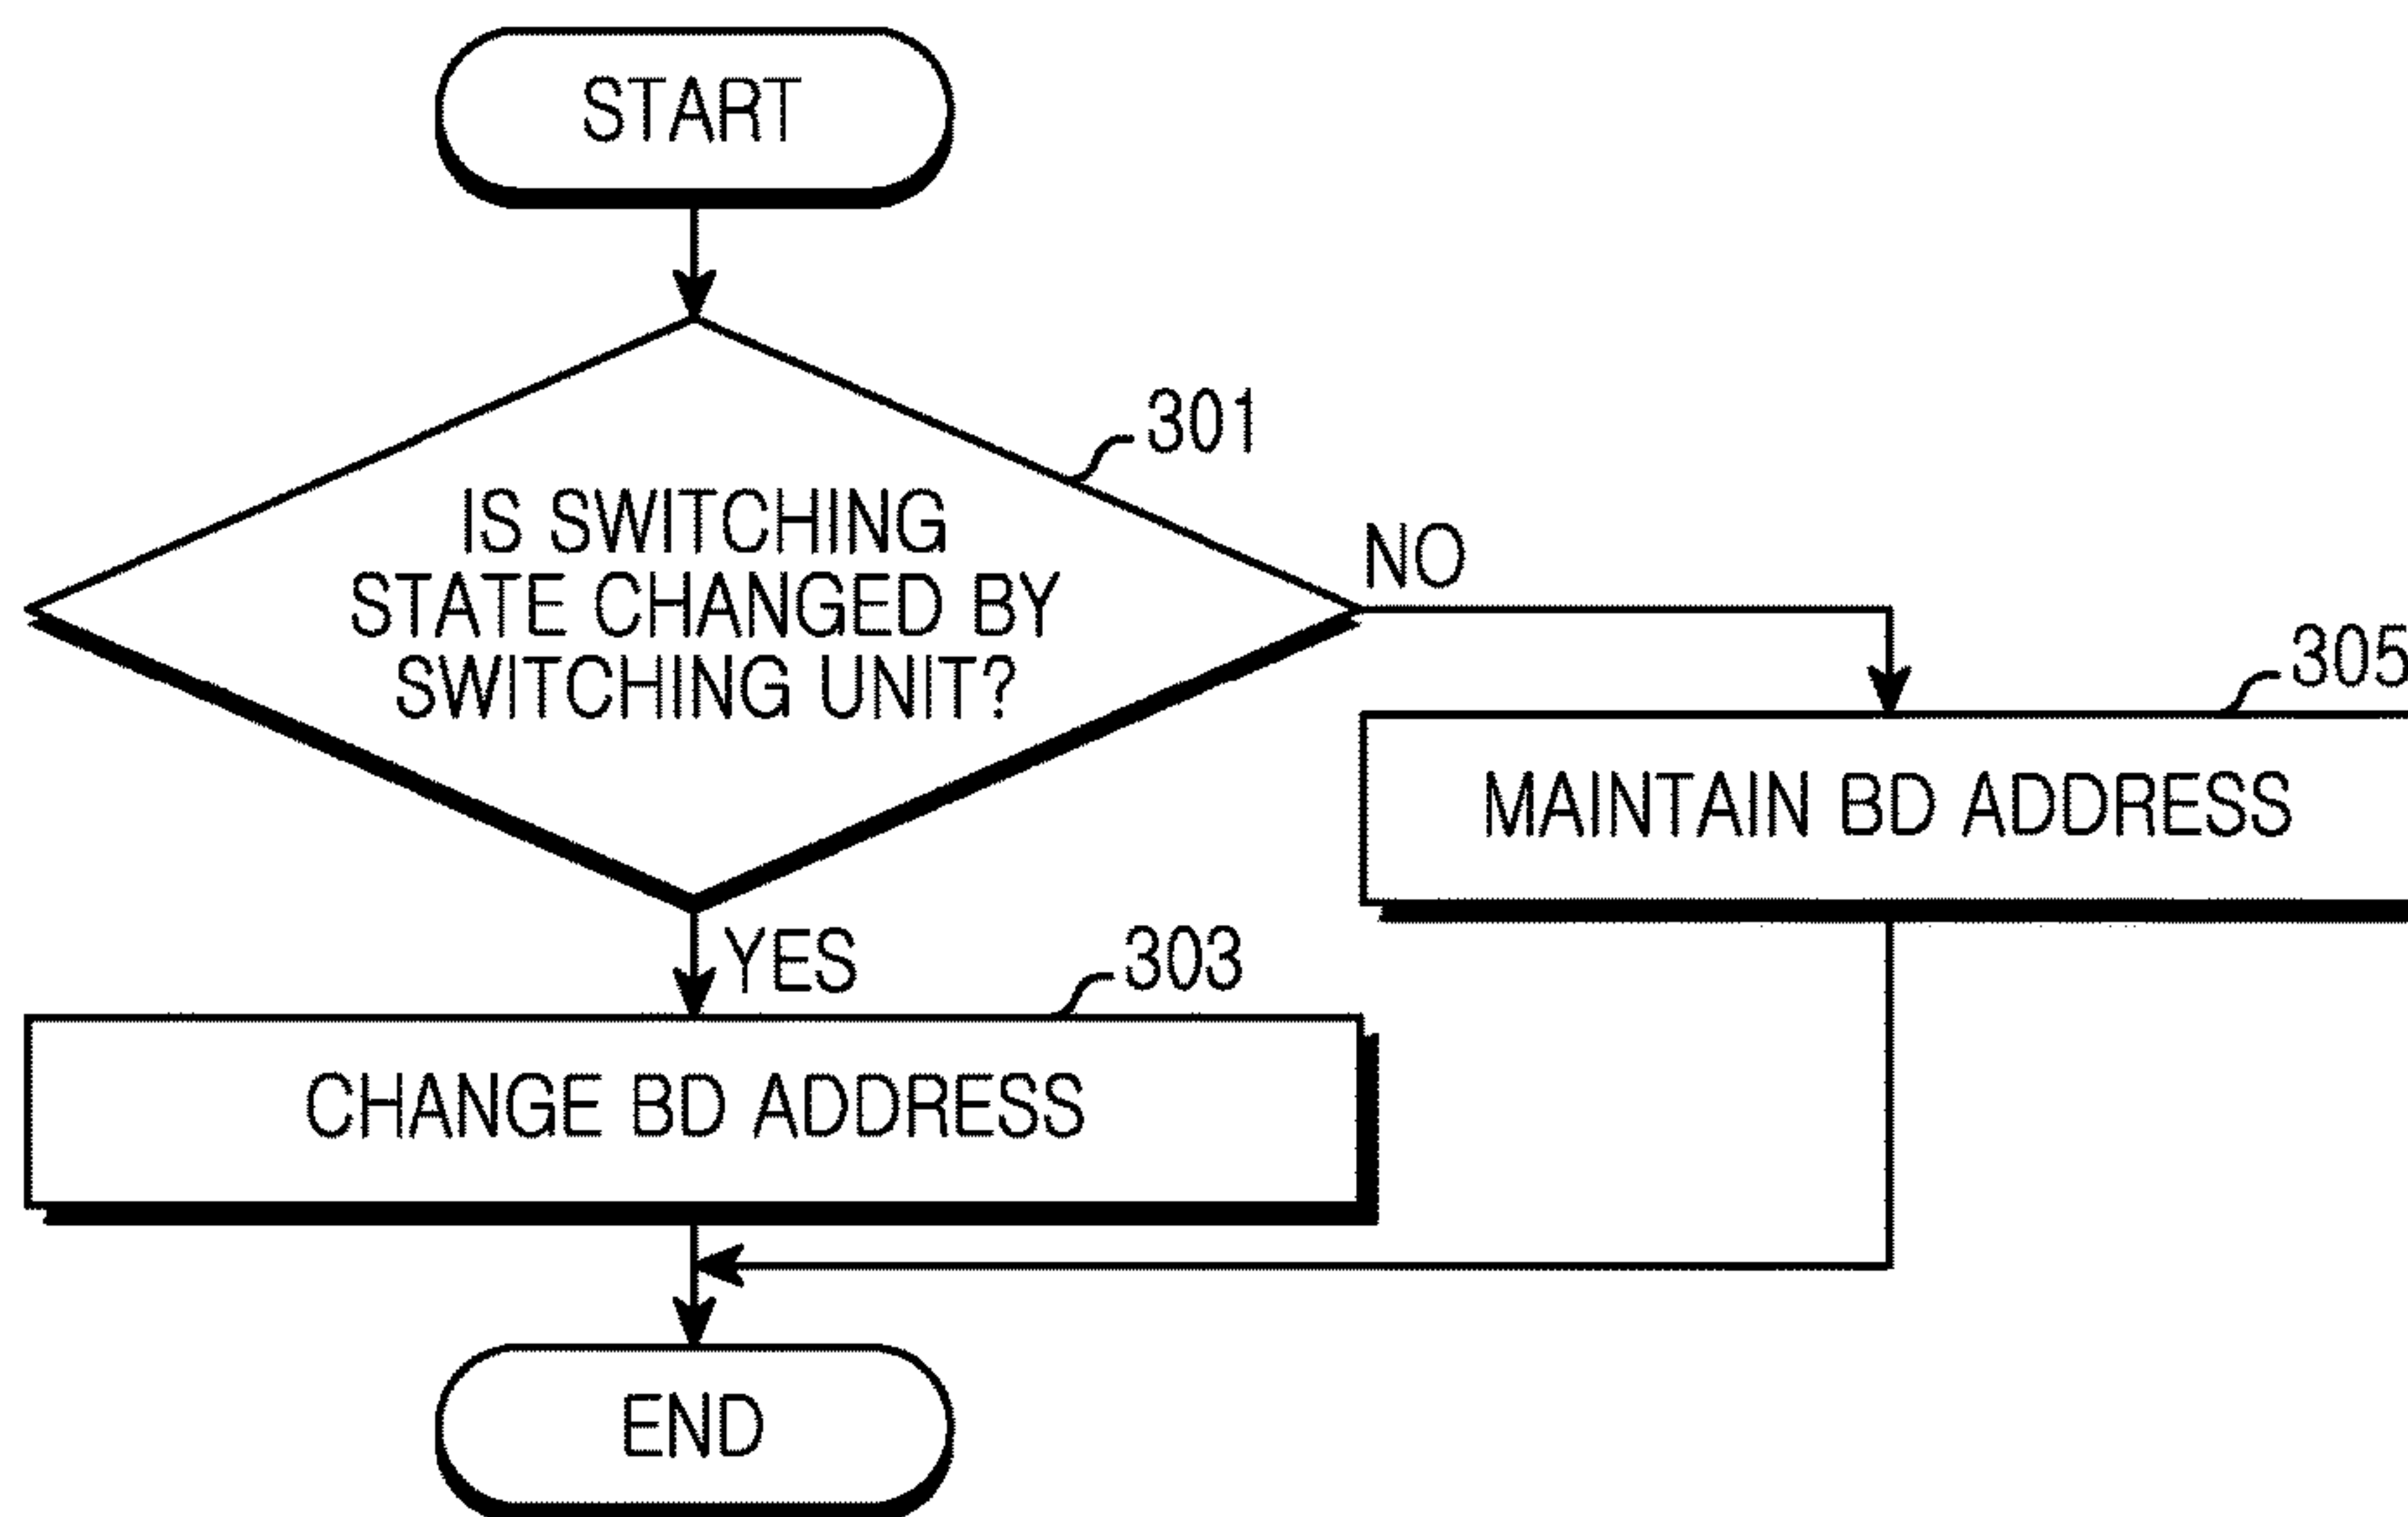 START
301
IS SWITCHING
STATE CHANGED BY
SWITCHING UNIT?
NO
305
MAINTAIN BD ADDRESS
YES
303
CHANGE BD ADDRESS
END